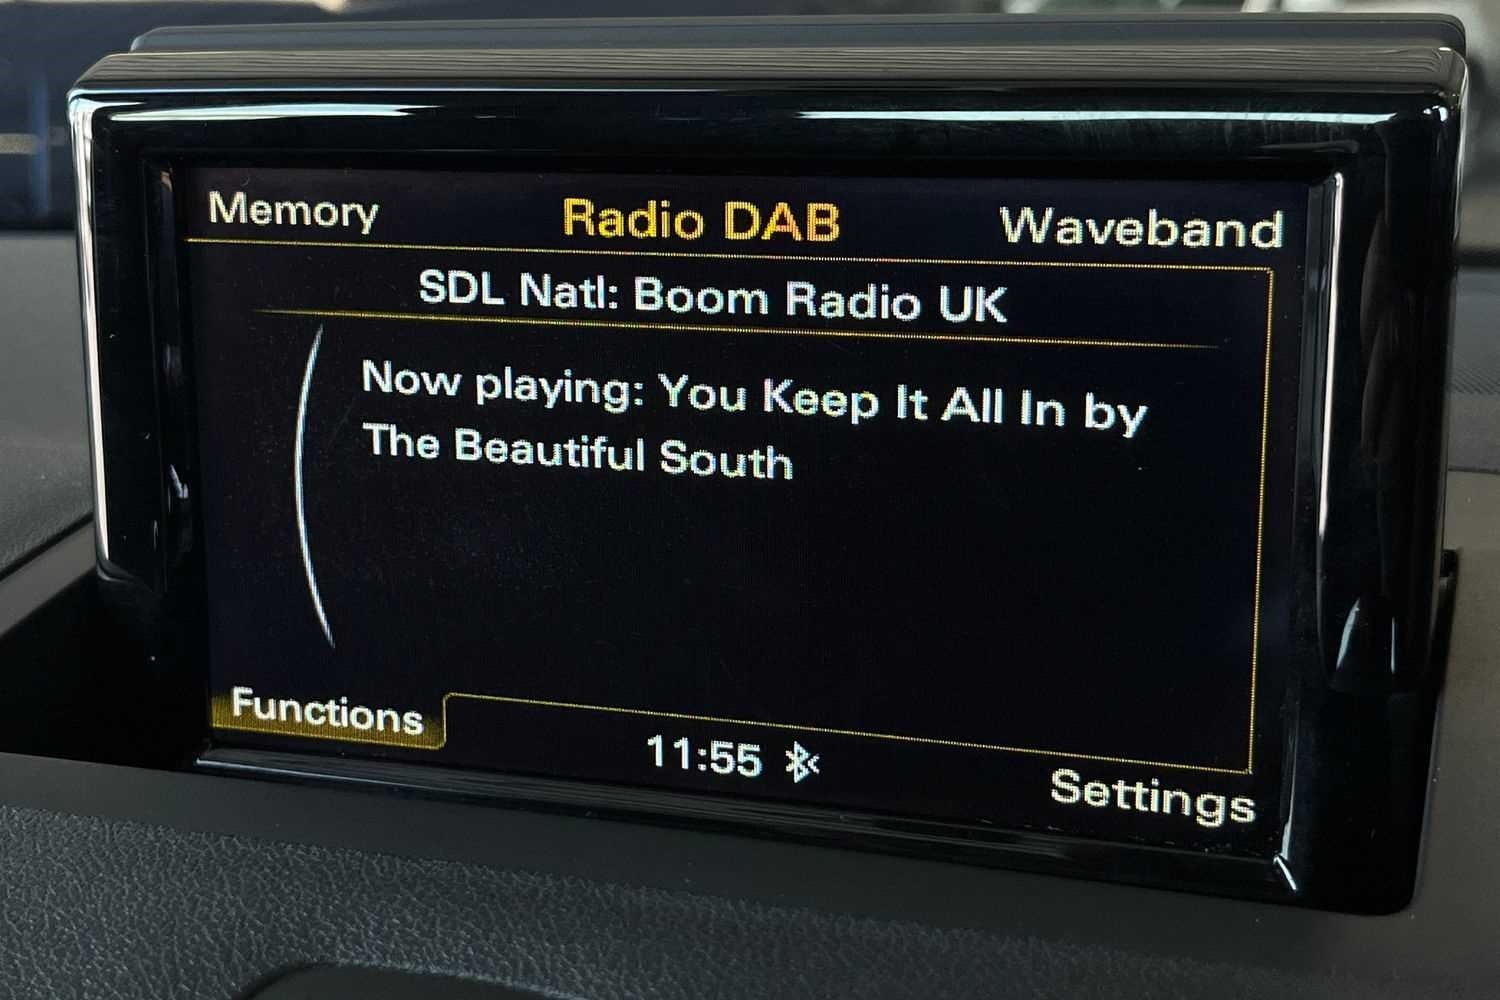 Memory Radio DAB Waveband
SDL Natl: Boom Radio UK
Now playing: You Keep It All In by
The Beautiful South
Functions
11:55
Settings